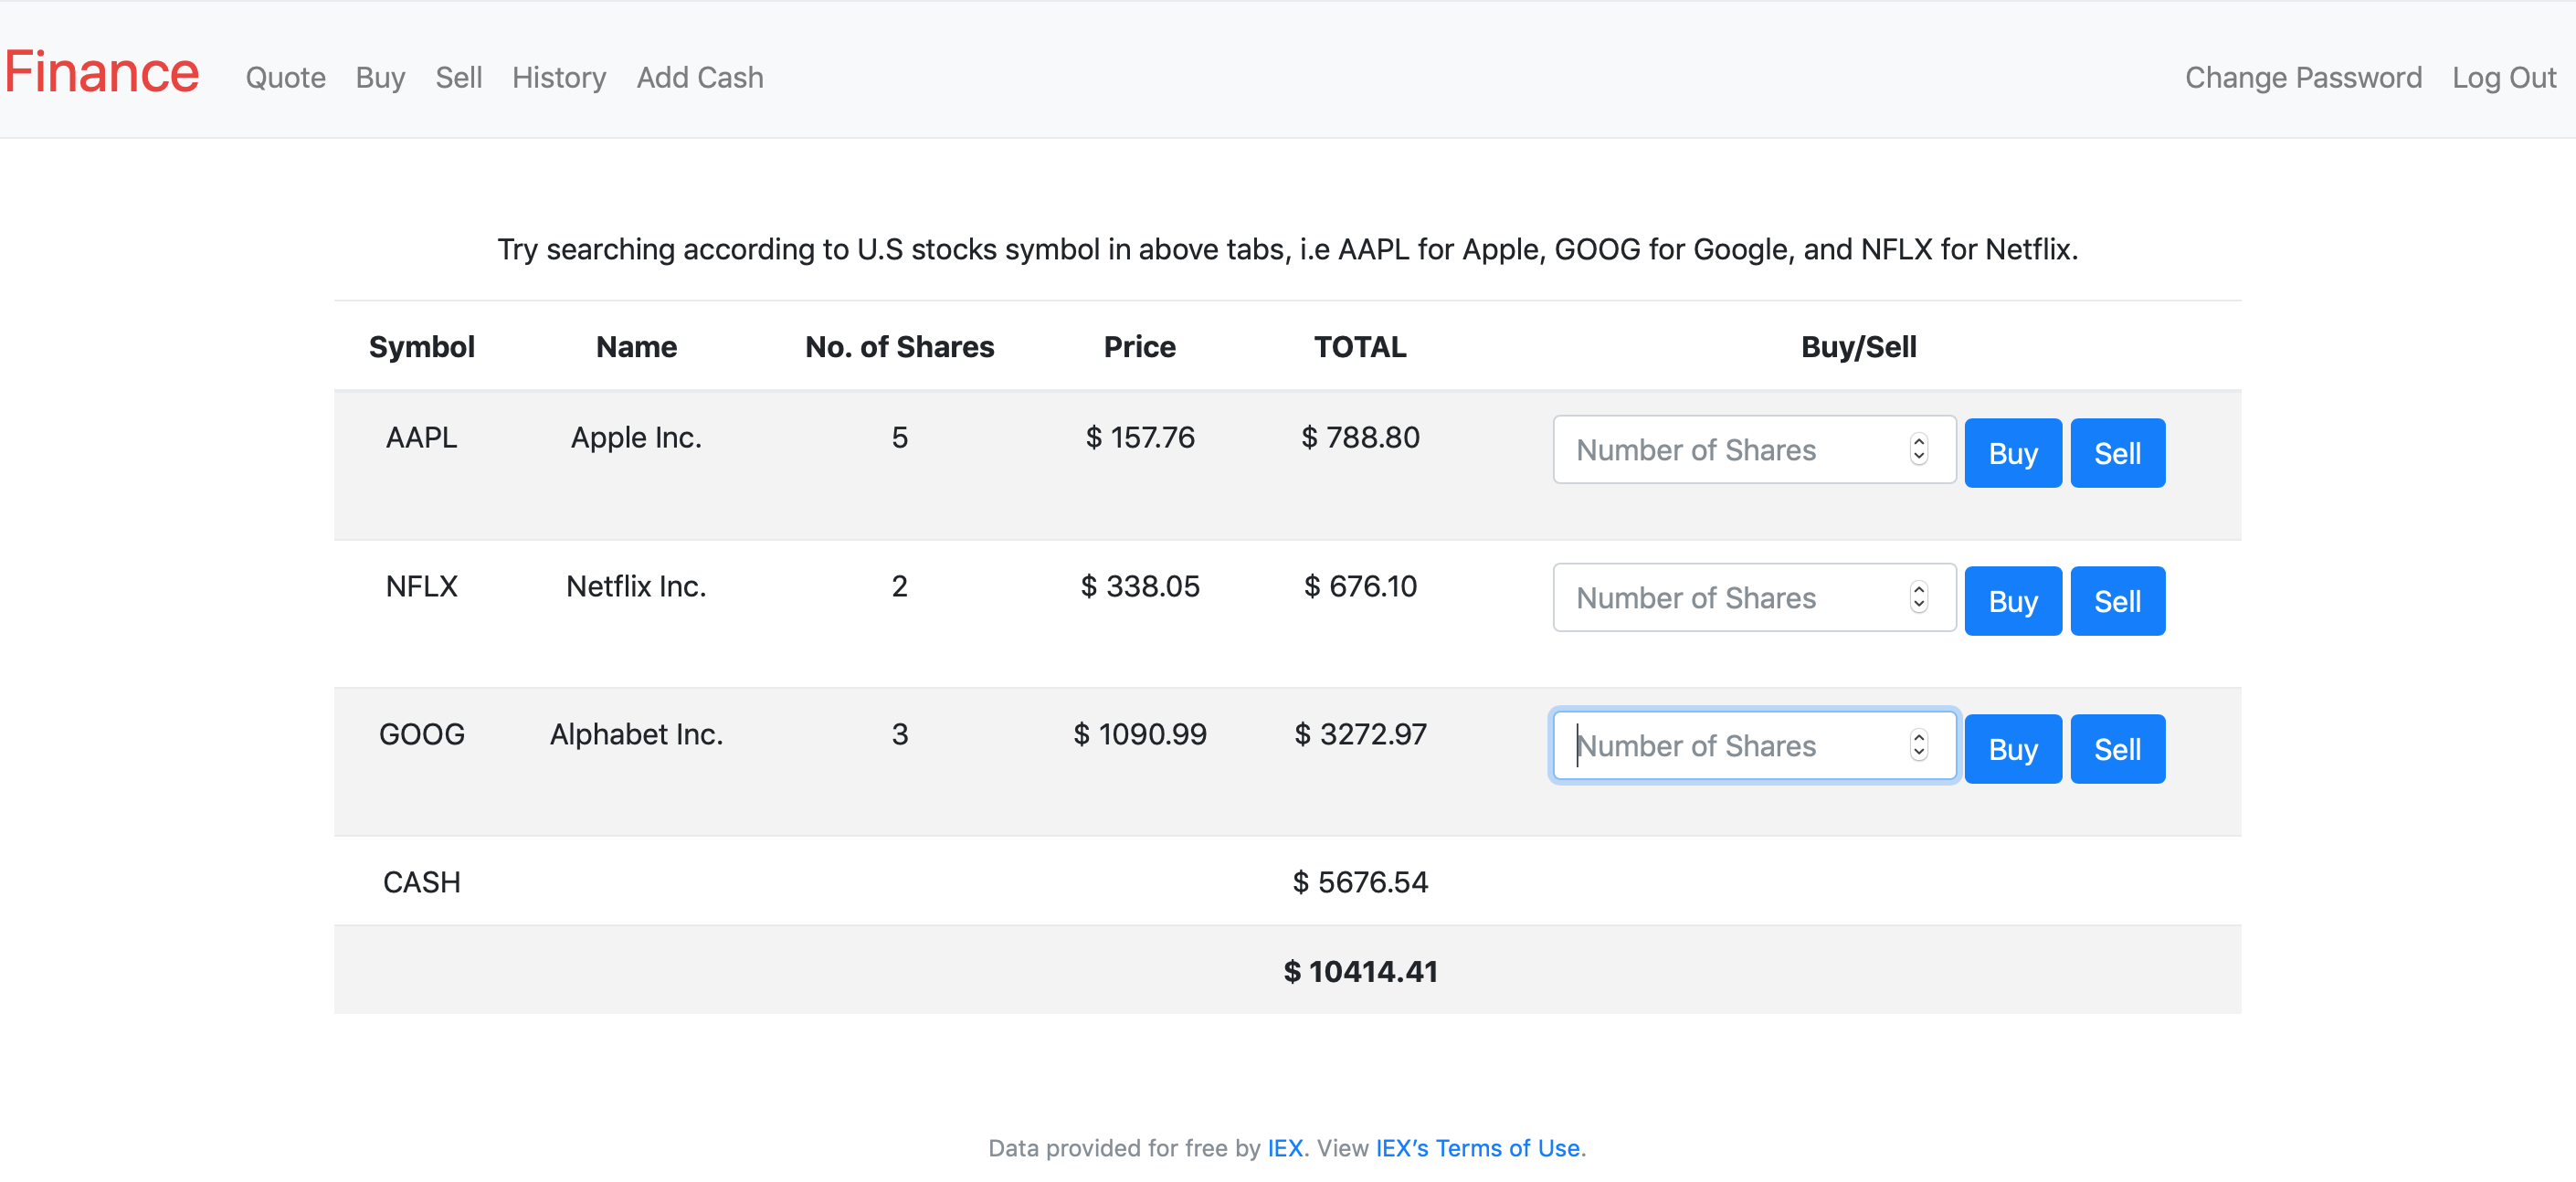 Finance Quote Buy Sell History Add Cash Change Password Log Out
Try searching according to U.S stocks symbol in above tabs, i.e AAPL for Apple, GOOG for Google, and NFLX for Netflix.
Symbol Name No. of Shares Price TOTAL Buy/Sell
AAPL Apple Inc. 5 $ 157.76 $ 788.80 Number of Shares Buy Sell
NFLX Netflix Inc. 2 $ 338.05 $ 676.10 Number of Shares Buy Sell
GOOG Alphabet Inc. 3 $ 1090.99 $ 3272.97 Number of Shares Buy Sell
CASH $ 5676.54
$ 10414.41
Data provided for free by IEX. View IEX’s Terms of Use.